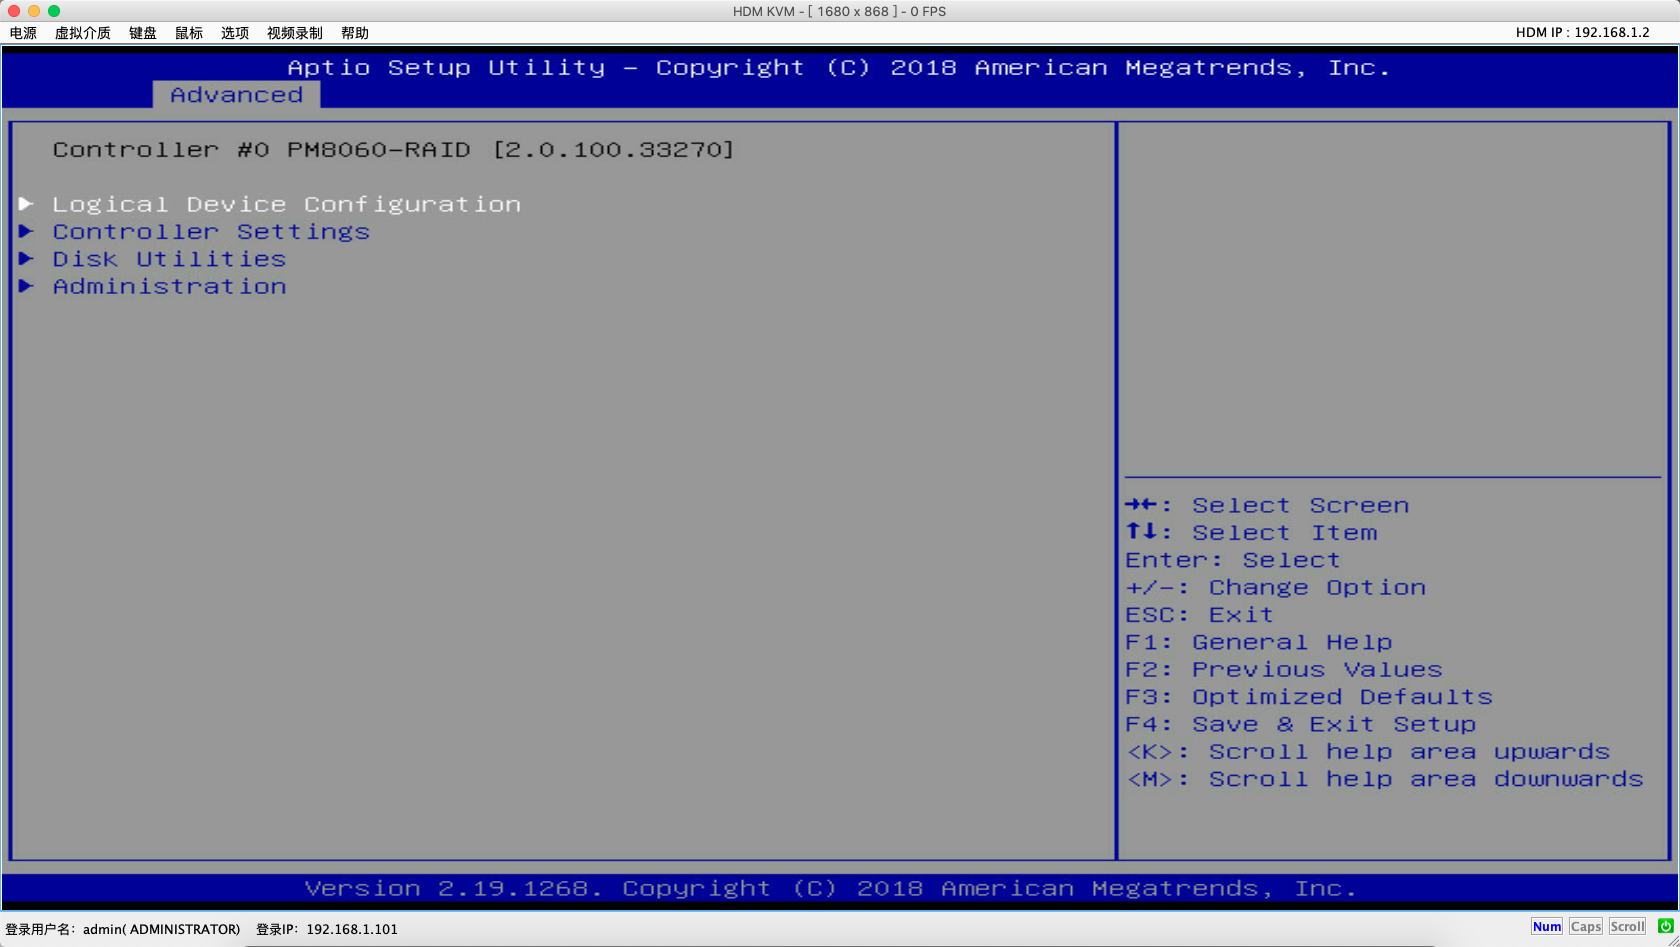 HDM KVM - [ 1680 x 868 ] - 0 FPS
电源 虚拟介质 键盘 鼠标 选项 视频录制 帮助 HDM IP : 192.168.1.2
Aptio Setup Utility – Copyright (C) 2018 American Megatrends, Inc.
Advanced
Controller #0 PM8060-RAID [2.0.100.33270]
► Logical Device Configuration
► Controller Settings
► Disk Utilities
► Administration
→←: Select Screen
↑↓: Select Item
Enter: Select
+/-: Change Option
ESC: Exit
F1: General Help
F2: Previous Values
F3: Optimized Defaults
F4: Save & Exit Setup
<K>: Scroll help area upwards
<M>: Scroll help area downwards
Version 2.19.1268. Copyright (C) 2018 American Megatrends, Inc.
登录用户名: admin( ADMINISTRATOR) 登录IP: 192.168.1.101 Num Caps Scroll